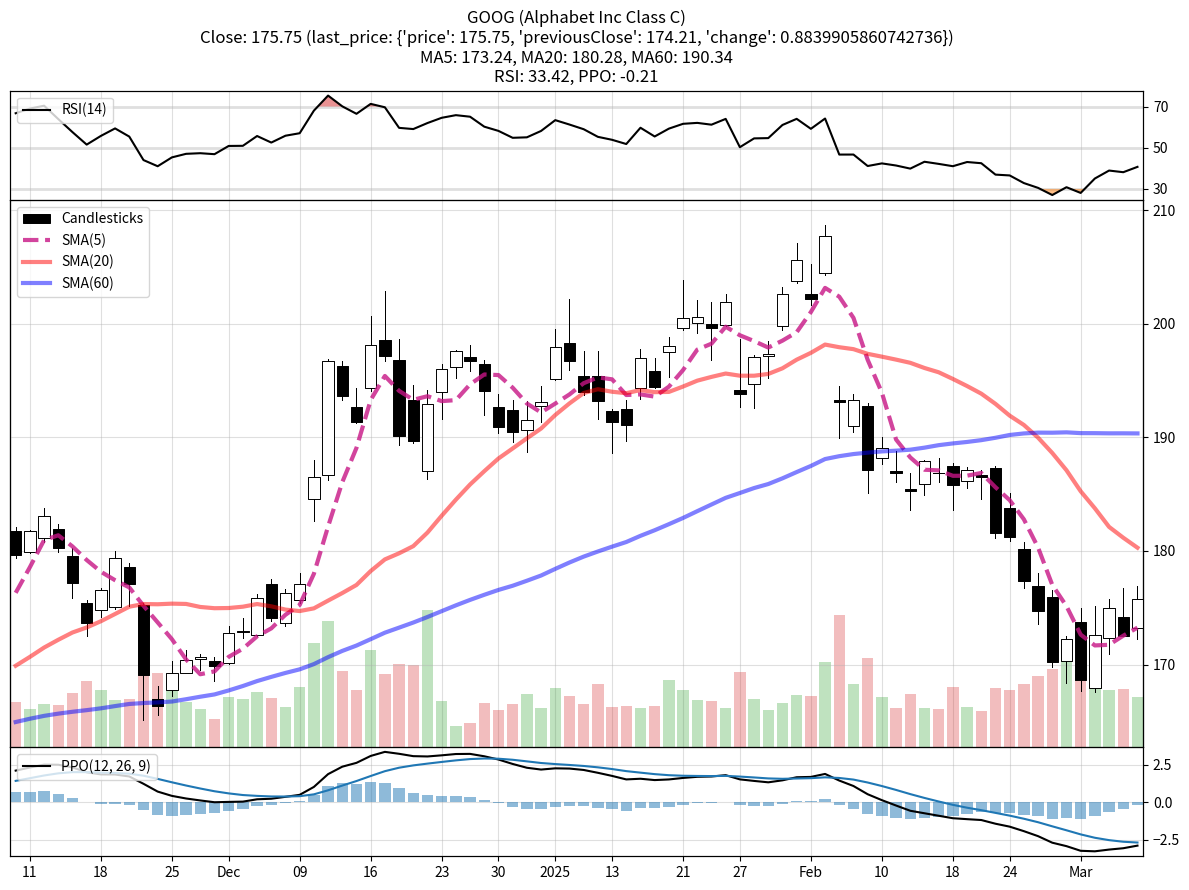 GOOG (Alphabet Inc Class C)
Close: 175.75 (last_price: {'price': 175.75, 'previousClose': 174.21, 'change': 0.8839905860742736})
MA5: 173.24, MA20: 180.28, MA60: 190.34
RSI: 33.42, PPO: -0.21
RSI(14)
70
50
30
Candlesticks
SMA(5)
SMA(20)
SMA(60)
210
200
190
180
170
PPO(12, 26, 9)
2.5
0.0
−2.5
11 18 25 Dec 09 16 23 30 2025 13 21 27 Feb 10 18 24 Mar